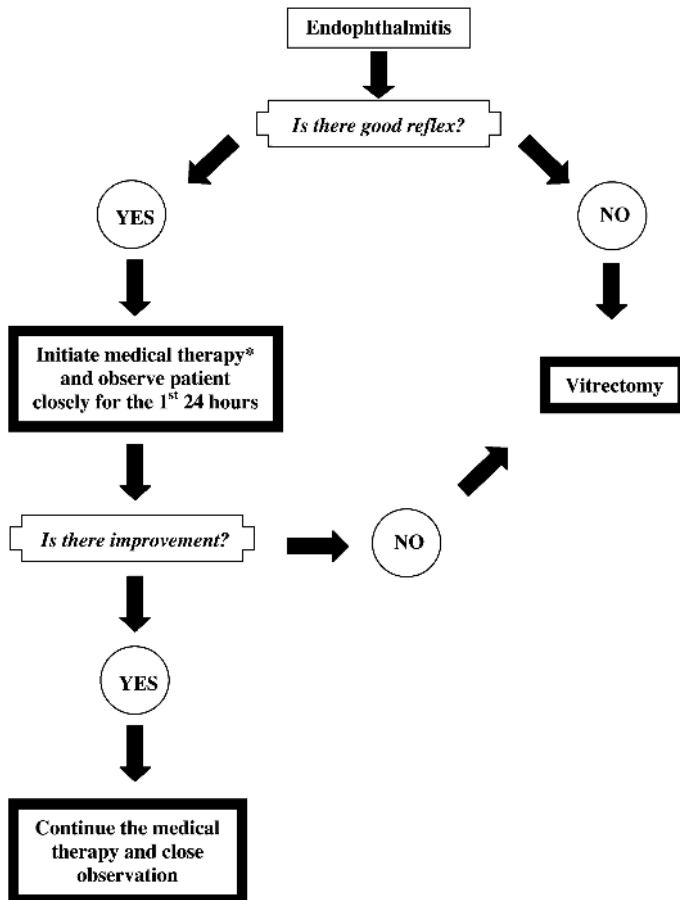 Endophthalmitis
Is there good reflex?
YES
NO
Initiate medical therapy*
and observe patient
closely for the 1st 24 hours
Vitrectomy
Is there improvement?
NO
YES
Continue the medical
therapy and close
observation